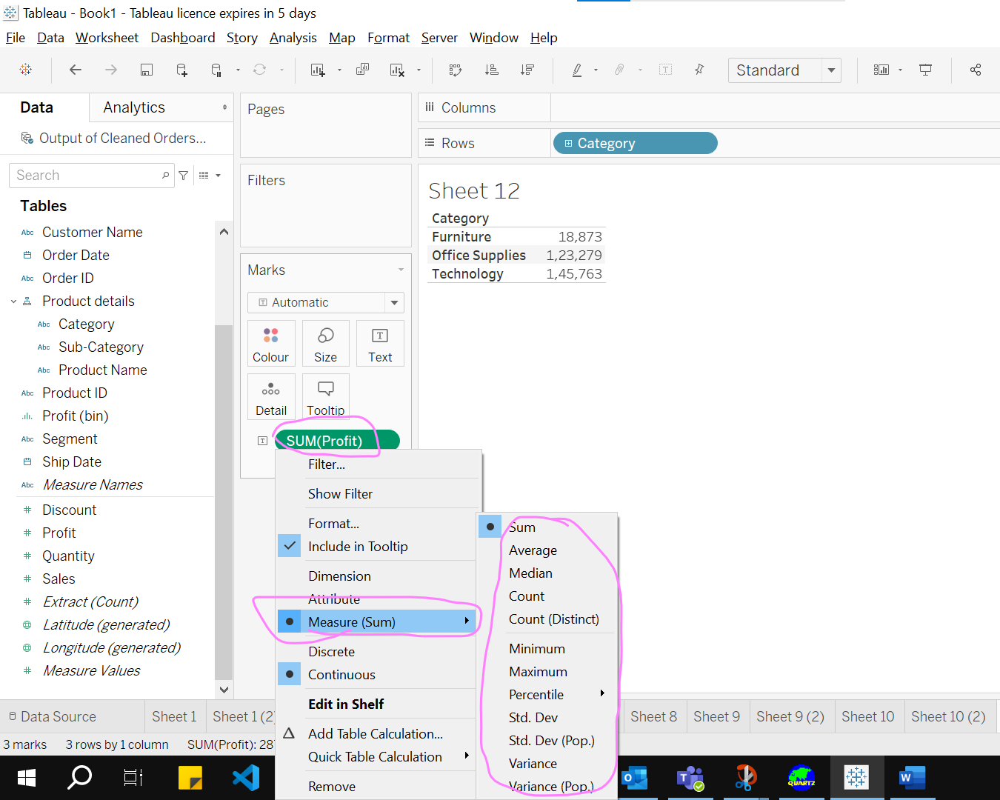 Tableau - Book1 - Tableau licence expires in 5 days
File Data Worksheet Dashboard Story Analysis Map Format Server Window Help
Standard
Data Analytics
Output of Cleaned Orders...
Search
Tables
Customer Name
Order Date
Order ID
Product details
Category
Sub-Category
Product Name
Product ID
Profit (bin)
Segment
Ship Date
Measure Names
Discount
Profit
Quantity
Sales
Extract (Count)
Latitude (generated)
Longitude (generated)
Measure Values
Pages
Filters
Marks
Automatic
Colour Size Text
Detail Tooltip
SUM(Profit)
Columns
Rows Category
Sheet 12
Category
Furniture 18,873
Office Supplies 1,23,279
Technology 1,45,763
Filter...
Show Filter
Format...
Include in Tooltip
Dimension
Attribute
Measure (Sum)
Discrete
Continuous
Edit in Shelf
Add Table Calculation...
Quick Table Calculation
Remove
Sum
Average
Median
Count
Count (Distinct)
Minimum
Maximum
Percentile
Std. Dev
Std. Dev (Pop.)
Variance
Variance (Pop.)
Data Source Sheet 1 Sheet 1 (2) Sheet 8 Sheet 9 Sheet 9 (2) Sheet 10 Sheet 10 (2)
3 marks 3 rows by 1 column SUM(Profit): 287
QUARTZ